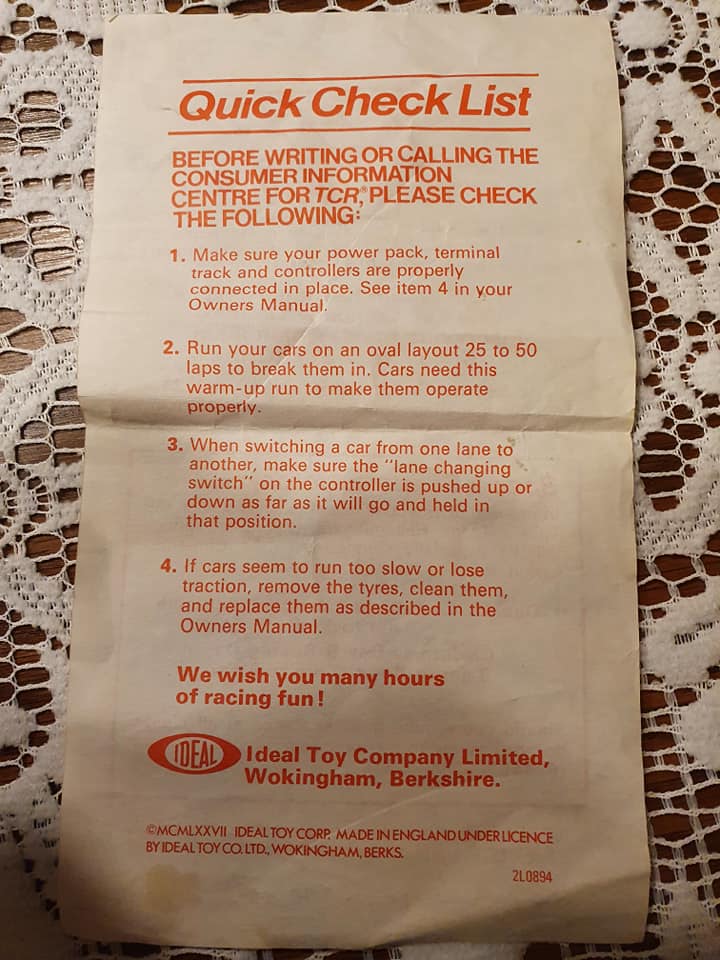 Quick Check List
BEFORE WRITING OR CALLING THE
CONSUMER INFORMATION
CENTRE FOR TCR,® PLEASE CHECK
THE FOLLOWING:
1. Make sure your power pack, terminal
track and controllers are properly
connected in place. See item 4 in your
Owners Manual.
2. Run your cars on an oval layout 25 to 50
laps to break them in. Cars need this
warm-up run to make them operate
properly.
3. When switching a car from one lane to
another, make sure the "lane changing
switch" on the controller is pushed up or
down as far as it will go and held in
that position.
4. If cars seem to run too slow or lose
traction, remove the tyres, clean them,
and replace them as described in the
Owners Manual.
We wish you many hours
of racing fun!
IDEAL Ideal Toy Company Limited,
Wokingham, Berkshire.
©MCMLXXVII IDEAL TOY CORP. MADE IN ENGLAND UNDER LICENCE
BY IDEAL TOY CO. LTD., WOKINGHAM, BERKS.
2L0894